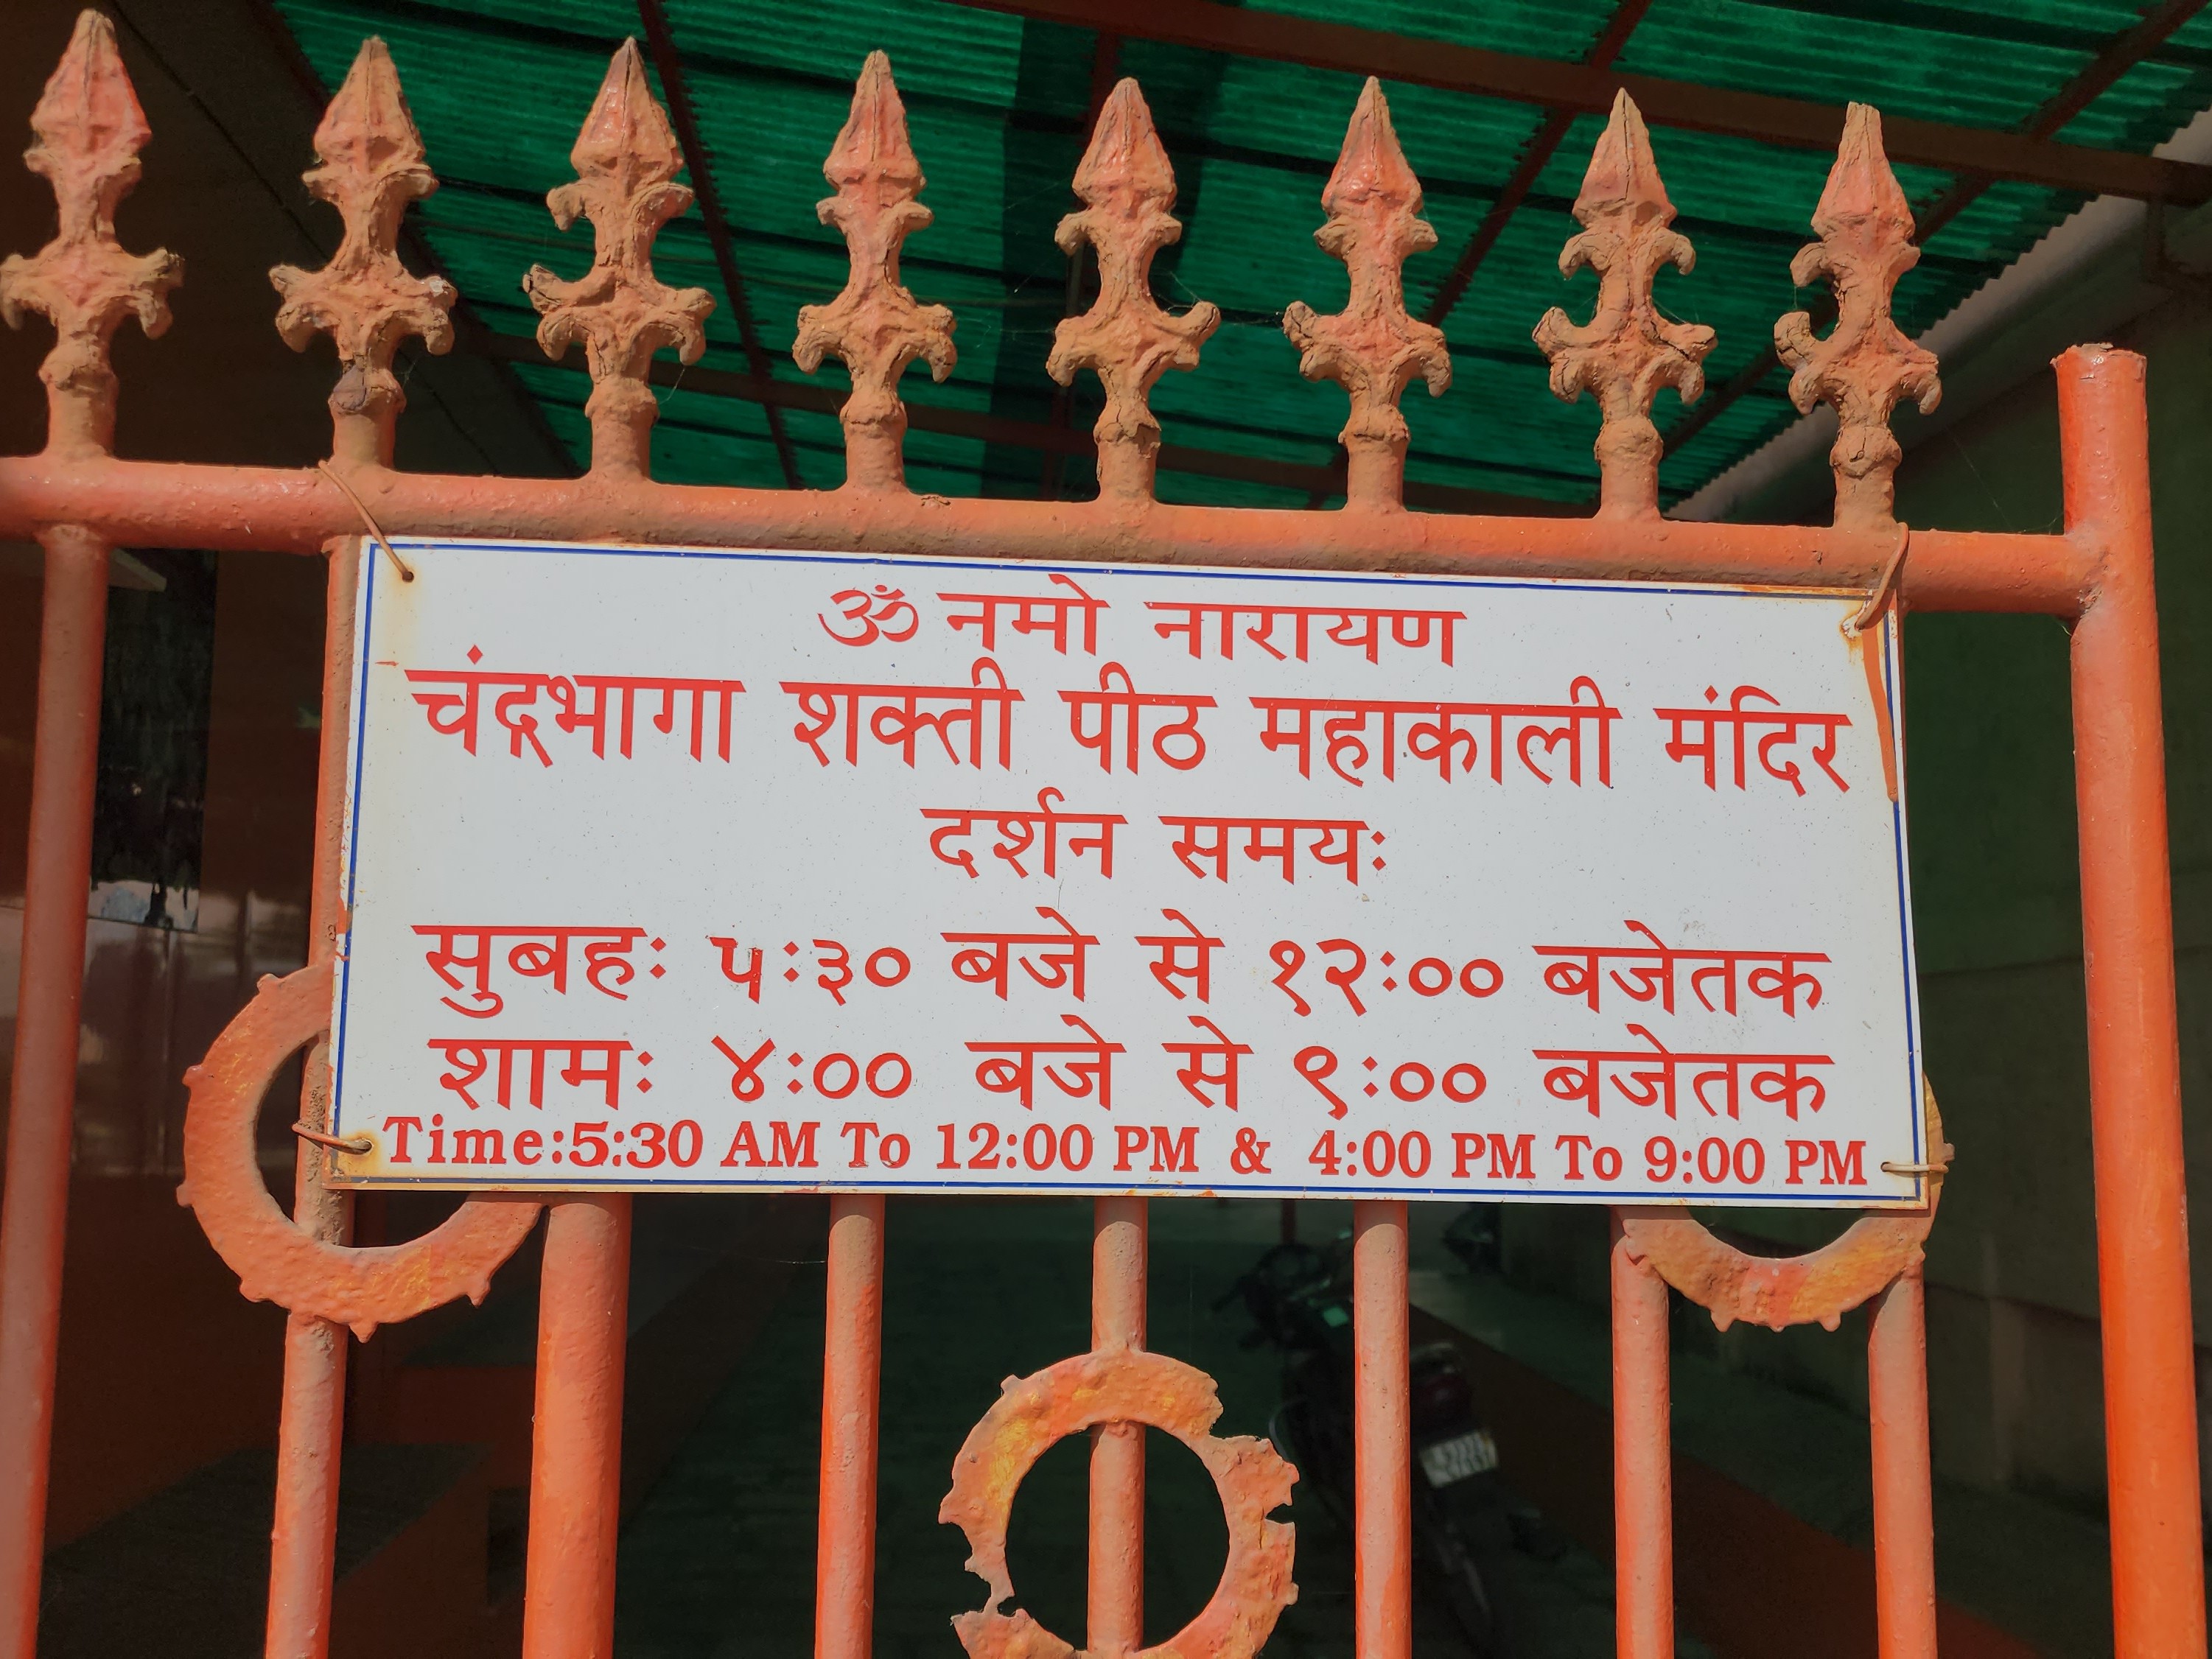 ॐ नमो नारायण
चंद्रभागा शक्ती पीठ महाकाली मंदिर
दर्शन समयः
सुबहः ५ः३० बजे से १२ः०० बजेतक
शामः ४ः०० बजे से ९ः०० बजेतक
Time:5:30 AM To 12:00 PM & 4:00 PM To 9:00 PM